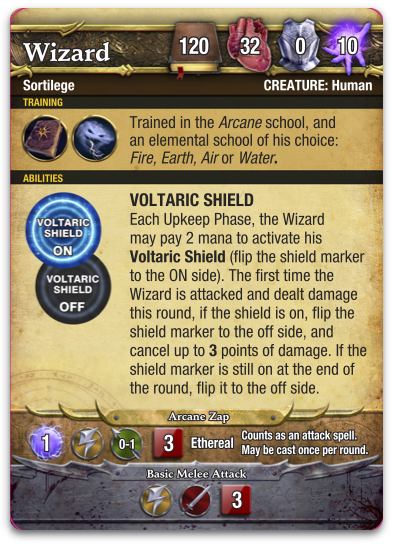 Wizard 120 32 0 10
Sortilege CREATURE: Human
TRAINING
Trained in the Arcane school, and
an elemental school of his choice:
Fire, Earth, Air or Water.
ABILITIES
VOLTARIC
SHIELD
ON
VOLTARIC
SHIELD
OFF
VOLTARIC SHIELD
Each Upkeep Phase, the Wizard
may pay 2 mana to activate his
Voltaric Shield (flip the shield marker
to the ON side). The first time the
Wizard is attacked and dealt damage
this round, if the shield is on, flip the
shield marker to the off side, and
cancel up to 3 points of damage. If the
shield marker is still on at the end of
the round, flip it to the off side.
Arcane Zap
1 0-1 3 Ethereal Counts as an attack spell.
May be cast once per round.
Basic Melee Attack
3